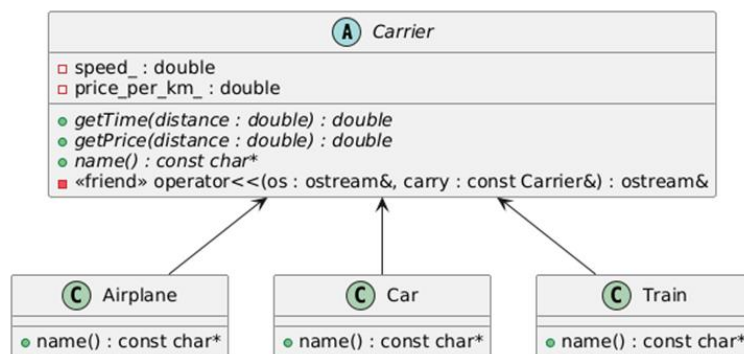 A Carrier
speed_ : double
price_per_km_ : double
getTime(distance : double) : double
getPrice(distance : double) : double
name() : const char*
«friend» operator<<(os : ostream&, carry : const Carrier&) : ostream&
C Airplane
name() : const char*
C Car
name() : const char*
C Train
name() : const char*